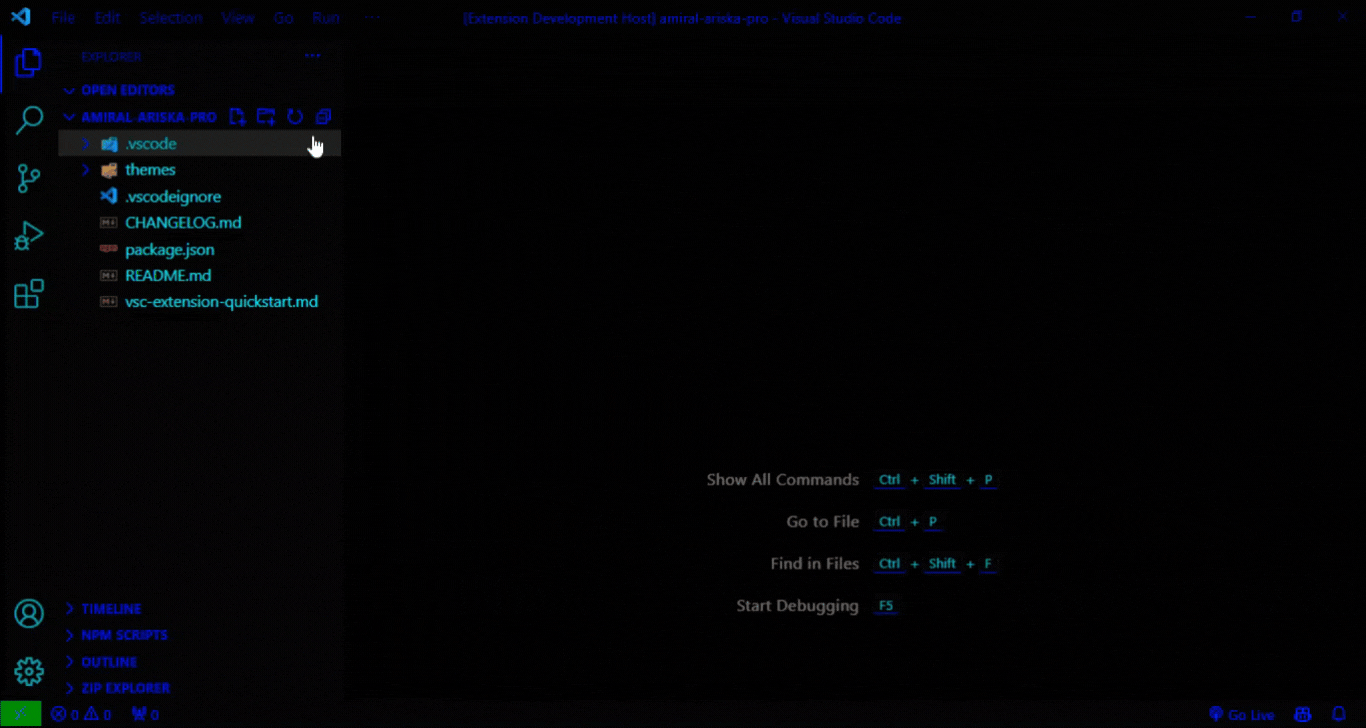 File Edit Selection View Go Run ··· [Extension Development Host] amiral-ariska-pro - Visual Studio Code
EXPLORER ···
OPEN EDITORS
AMIRAL-ARISKA-PRO
.vscode
themes
.vscodeignore
CHANGELOG.md
package.json
README.md
vsc-extension-quickstart.md
Show All Commands Ctrl + Shift + P
Go to File Ctrl + P
Find in Files Ctrl + Shift + F
Start Debugging F5
TIMELINE
NPM SCRIPTS
OUTLINE
ZIP EXPLORER
0 0 0 Go Live